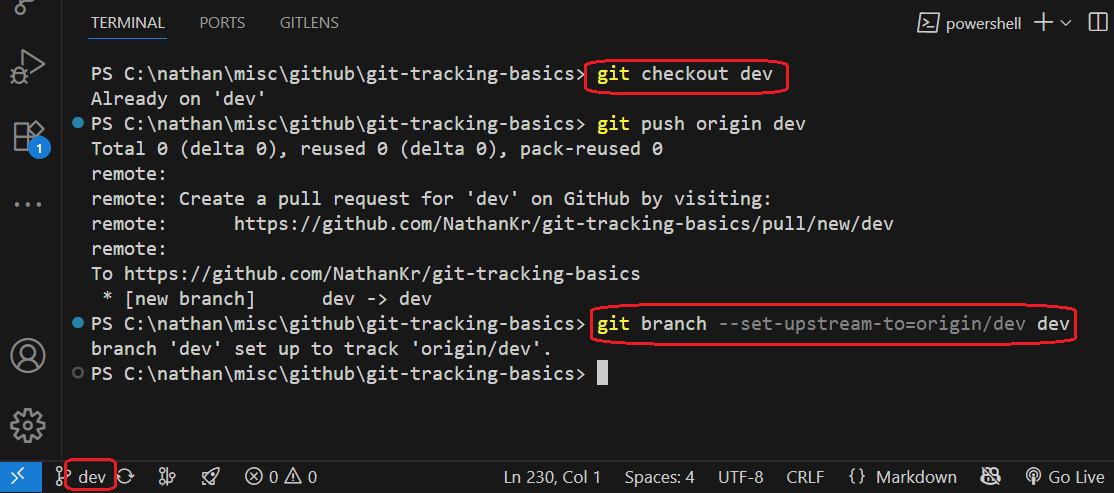 TERMINAL PORTS GITLENS powershell
PS C:\nathan\misc\github\git-tracking-basics> git checkout dev
Already on 'dev'
PS C:\nathan\misc\github\git-tracking-basics> git push origin dev
Total 0 (delta 0), reused 0 (delta 0), pack-reused 0
remote:
remote: Create a pull request for 'dev' on GitHub by visiting:
remote:      https://github.com/NathanKr/git-tracking-basics/pull/new/dev
remote:
To https://github.com/NathanKr/git-tracking-basics
 * [new branch]      dev -> dev
PS C:\nathan\misc\github\git-tracking-basics> git branch --set-upstream-to=origin/dev dev
branch 'dev' set up to track 'origin/dev'.
PS C:\nathan\misc\github\git-tracking-basics>
1
dev 0 0 Ln 230, Col 1 Spaces: 4 UTF-8 CRLF {} Markdown Go Live